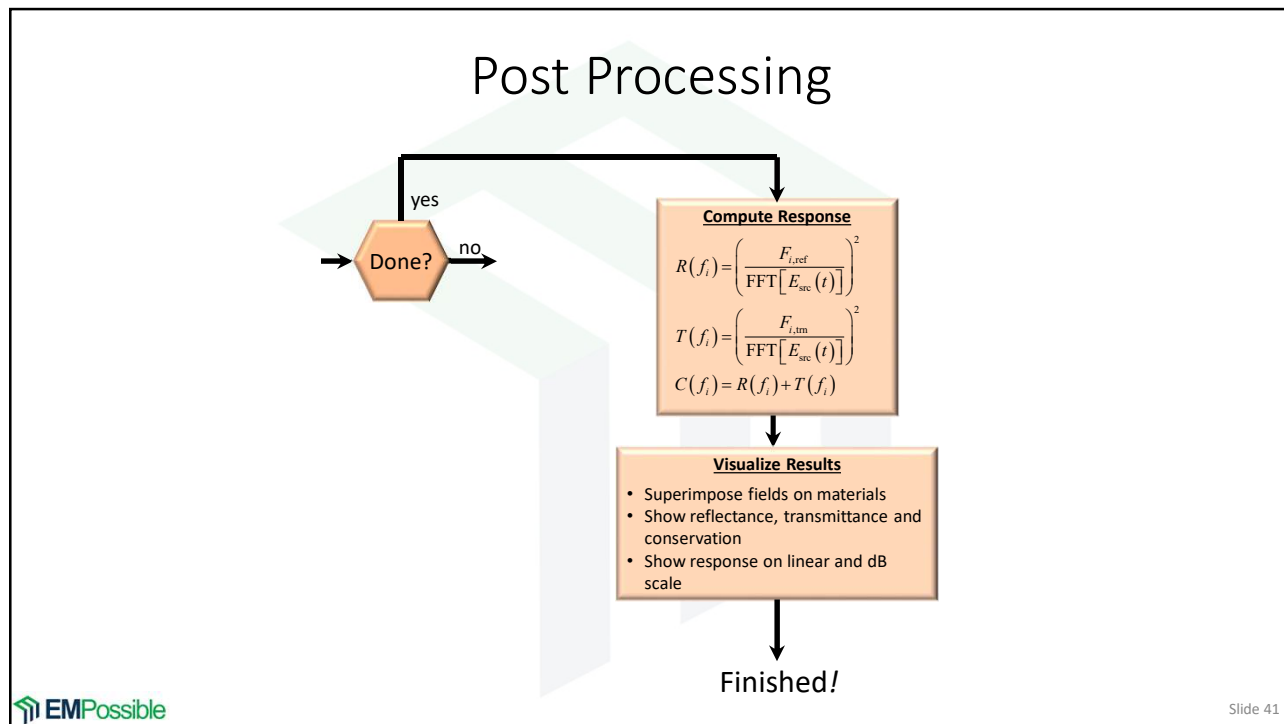 Post Processing
yes
Done?
no
Compute Response
R(f_i) = (F_{i,ref} / FFT[E_src(t)])^2
T(f_i) = (F_{i,trn} / FFT[E_src(t)])^2
C(f_i) = R(f_i) + T(f_i)
Visualize Results
• Superimpose fields on materials
• Show reflectance, transmittance and
conservation
• Show response on linear and dB
scale
Finished!
EMPossible
Slide 41